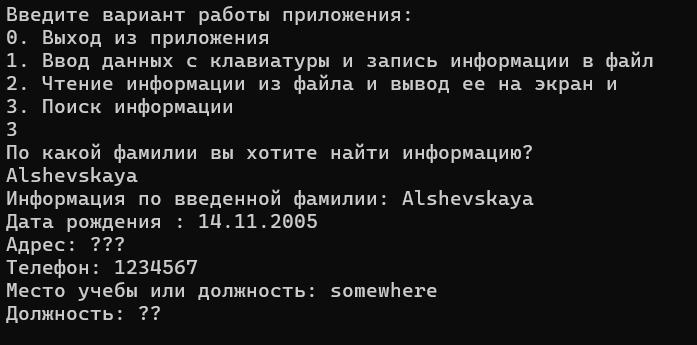 Введите вариант работы приложения:
0. Выход из приложения
1. Ввод данных с клавиатуры и запись информации в файл
2. Чтение информации из файла и вывод ее на экран и
3. Поиск информации
3
По какой фамилии вы хотите найти информацию?
Alshevskaya
Информация по введенной фамилии: Alshevskaya
Дата рождения : 14.11.2005
Адрес: ???
Телефон: 1234567
Место учебы или должность: somewhere
Должность: ??